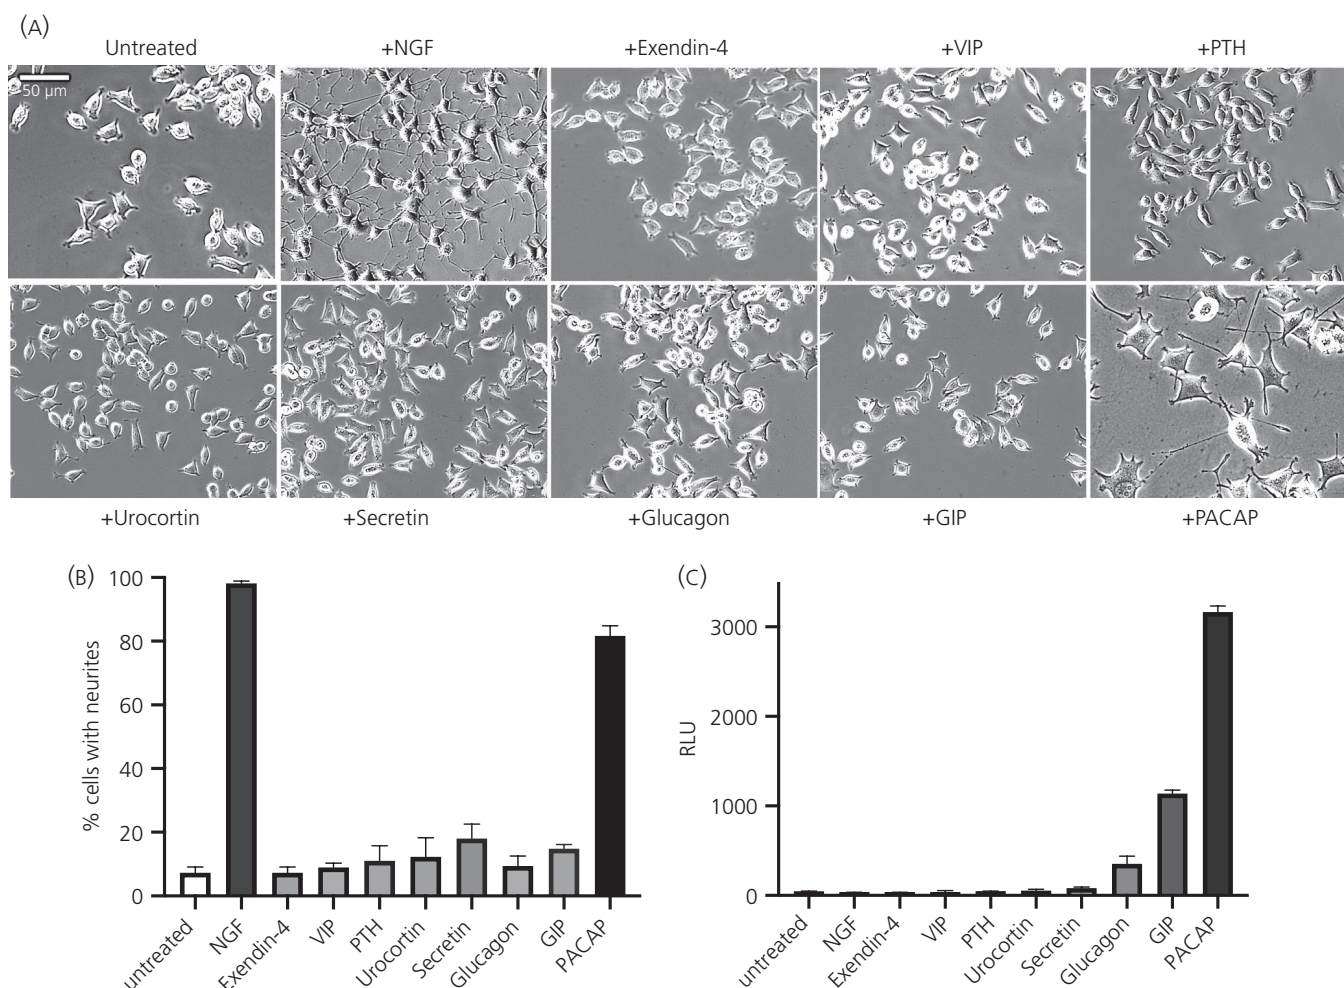 (A)
Untreated +NGF +Exendin-4 +VIP +PTH
50 μm
+Urocortin +Secretin +Glucagon +GIP +PACAP
(B)
% cells with neurites
100
80
60
40
20
0
untreated NGF Exendin-4 VIP PTH Urocortin Secretin Glucagon GIP PACAP
(C)
RLU
3000
2000
1000
0
untreated NGF Exendin-4 VIP PTH Urocortin Secretin Glucagon GIP PACAP